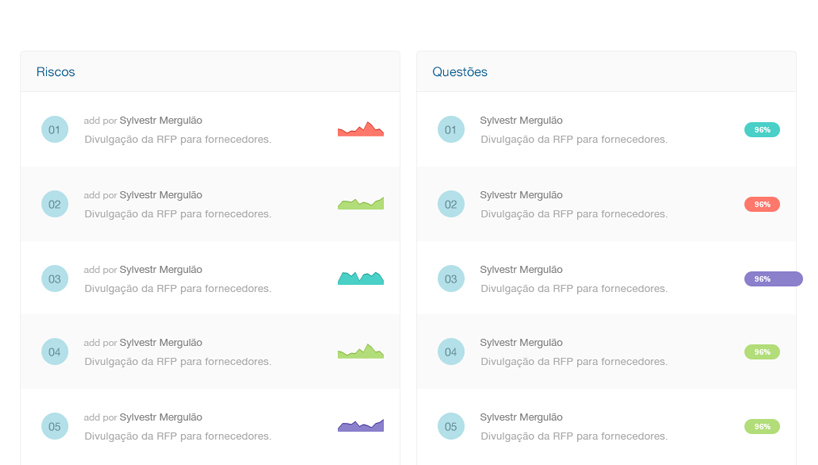 Riscos
01
add por Sylvestr Mergulão
Divulgação da RFP para fornecedores.
02
add por Sylvestr Mergulão
Divulgação da RFP para fornecedores.
03
add por Sylvestr Mergulão
Divulgação da RFP para fornecedores.
04
add por Sylvestr Mergulão
Divulgação da RFP para fornecedores.
05
add por Sylvestr Mergulão
Divulgação da RFP para fornecedores.
Questões
01
Sylvestr Mergulão
Divulgação da RFP para fornecedores.
96%
02
Sylvestr Mergulão
Divulgação da RFP para fornecedores.
96%
03
Sylvestr Mergulão
Divulgação da RFP para fornecedores.
96%
04
Sylvestr Mergulão
Divulgação da RFP para fornecedores.
96%
05
Sylvestr Mergulão
Divulgação da RFP para fornecedores.
96%